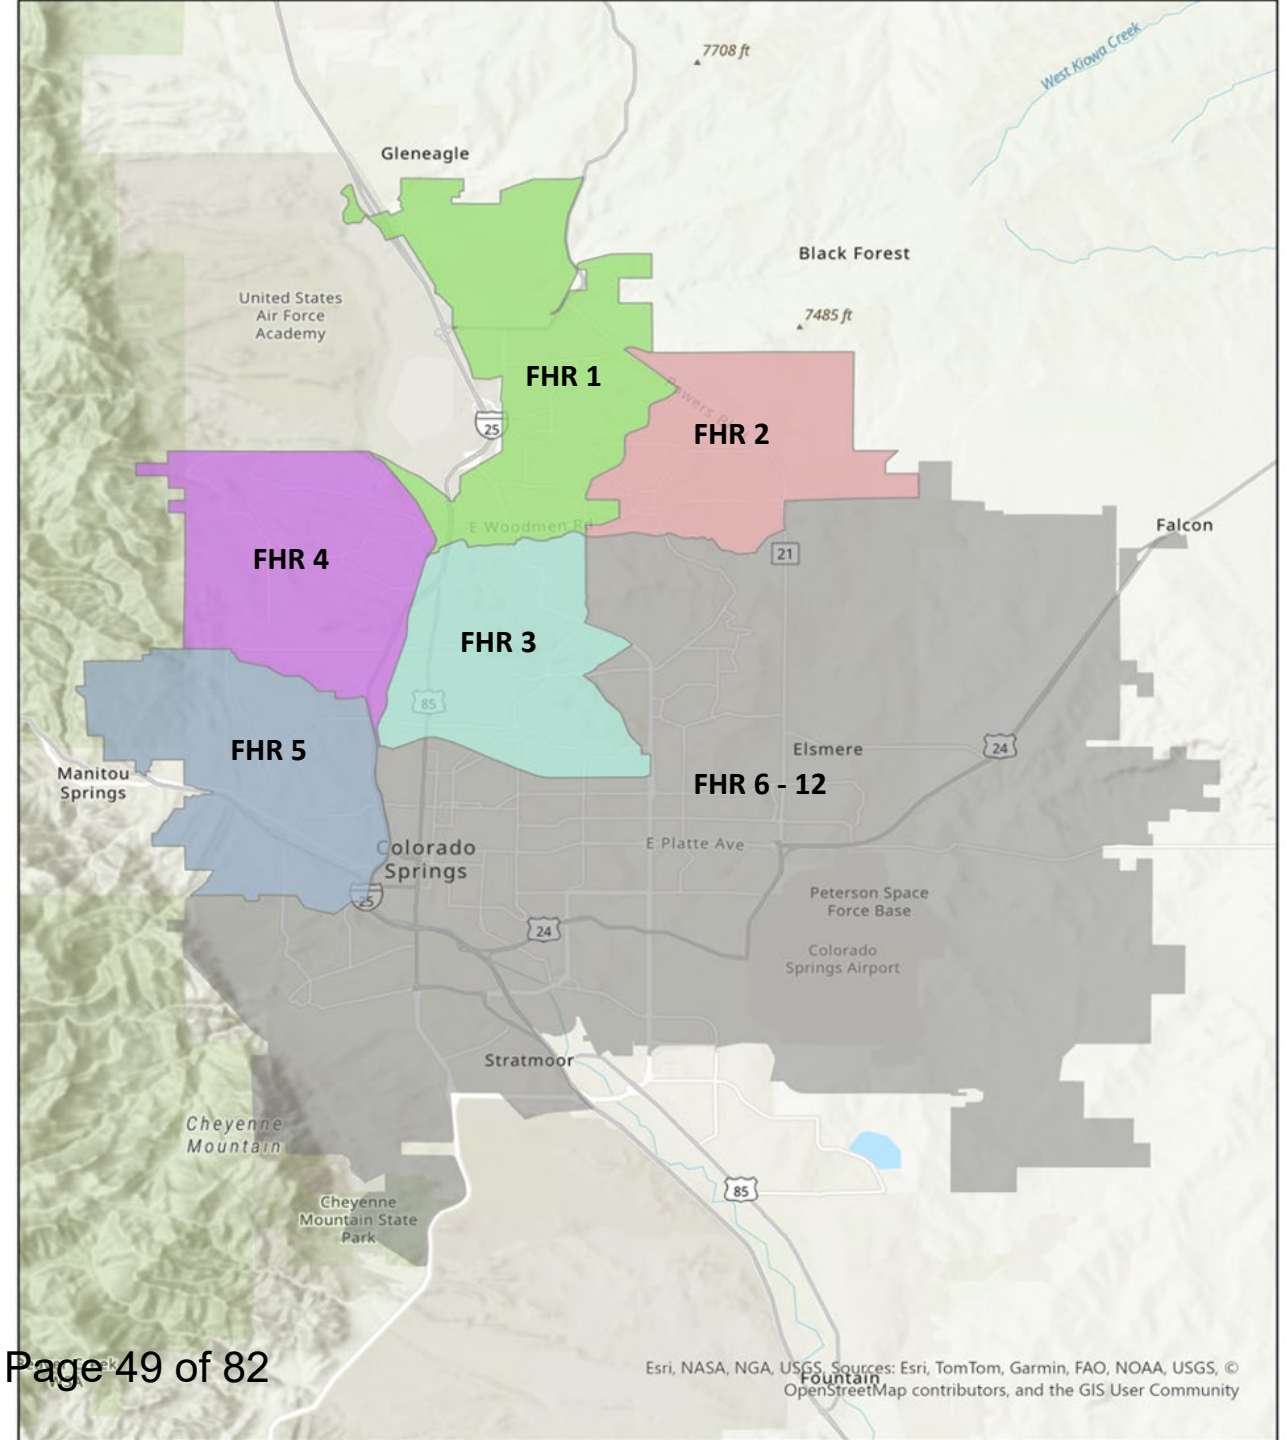 7708 ft
West Kiowa Creek
Gleneagle
Black Forest
United States
Air Force
Academy
7485 ft
FHR 1
Powers
FHR 2
25
E Woodmen Rd
Falcon
21
FHR 4
FHR 3
85
FHR 5
Elsmere
24
Manitou
Springs
FHR 6 - 12
Colorado
Springs
E Platte Ave
25
Peterson Space
Force Base
24
Colorado
Springs Airport
Stratmoor
Cheyenne
Mountain
85
Cheyenne
Mountain State
Park
Page 49 of 82
Fountain
Esri, NASA, NGA, USGS, Sources: Esri, TomTom, Garmin, FAO, NOAA, USGS, ©
OpenStreetMap contributors, and the GIS User Community